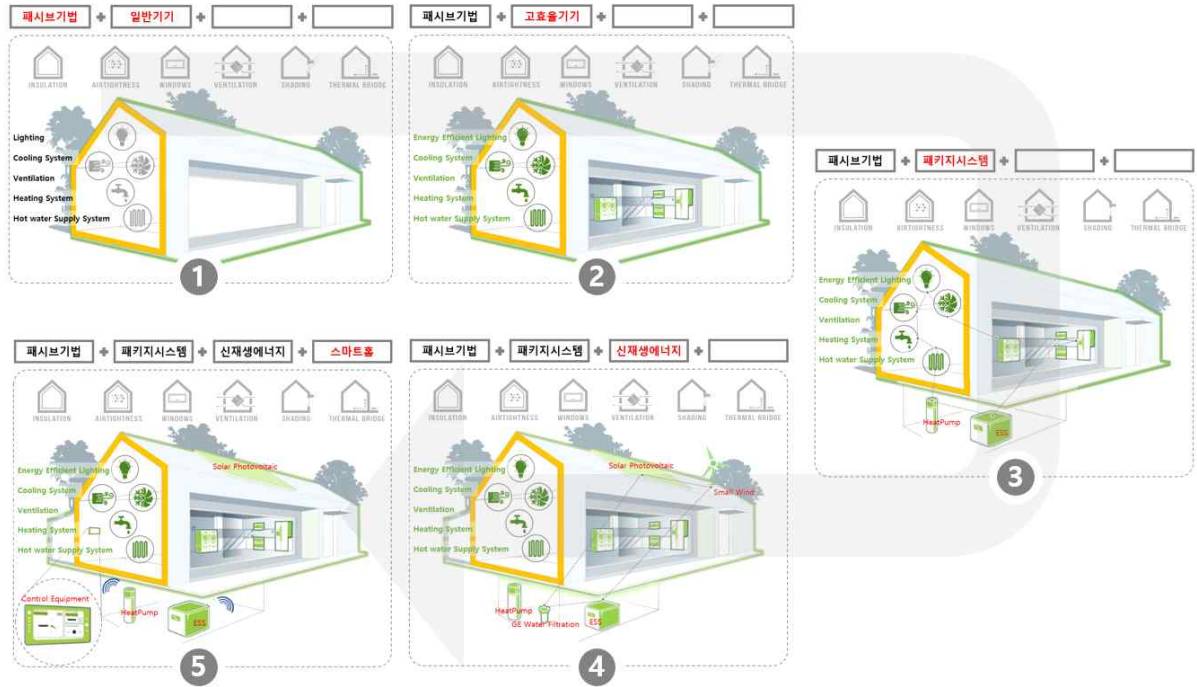 패시브기법 + 일반기기 + +
INSULATION AIRTIGHTNESS WINDOWS VENTILATION SHADING THERMAL BRIDGE
Lighting
Cooling System
Ventilation
Heating System
Hot water Supply System
1
패시브기법 + 고효율기기 + +
INSULATION AIRTIGHTNESS WINDOWS VENTILATION SHADING THERMAL BRIDGE
Energy Efficient Lighting
Cooling System
Ventilation
Heating System
Hot water Supply System
2
패시브기법 + 패키지시스템 + +
INSULATION AIRTIGHTNESS WINDOWS VENTILATION SHADING THERMAL BRIDGE
Energy Efficient Lighting
Cooling System
Ventilation
Heating System
Hot water Supply System
HeatPump
ESS
3
패시브기법 + 패키지시스템 + 신재생에너지 +
INSULATION AIRTIGHTNESS WINDOWS VENTILATION SHADING THERMAL BRIDGE
Solar Photovoltaic
Energy Efficient Lighting
Cooling System
Small Wind
Ventilation
Heating System
Hot water Supply System
HeatPump
GE Water Filtration
ESS
4
패시브기법 + 패키지시스템 + 신재생에너지 + 스마트홈
INSULATION AIRTIGHTNESS WINDOWS VENTILATION SHADING THERMAL BRIDGE
Solar Photovoltaic
Energy Efficient Lighting
Cooling System
Ventilation
Heating System
Hot water Supply System
Control Equipment
HeatPump
ESS
5